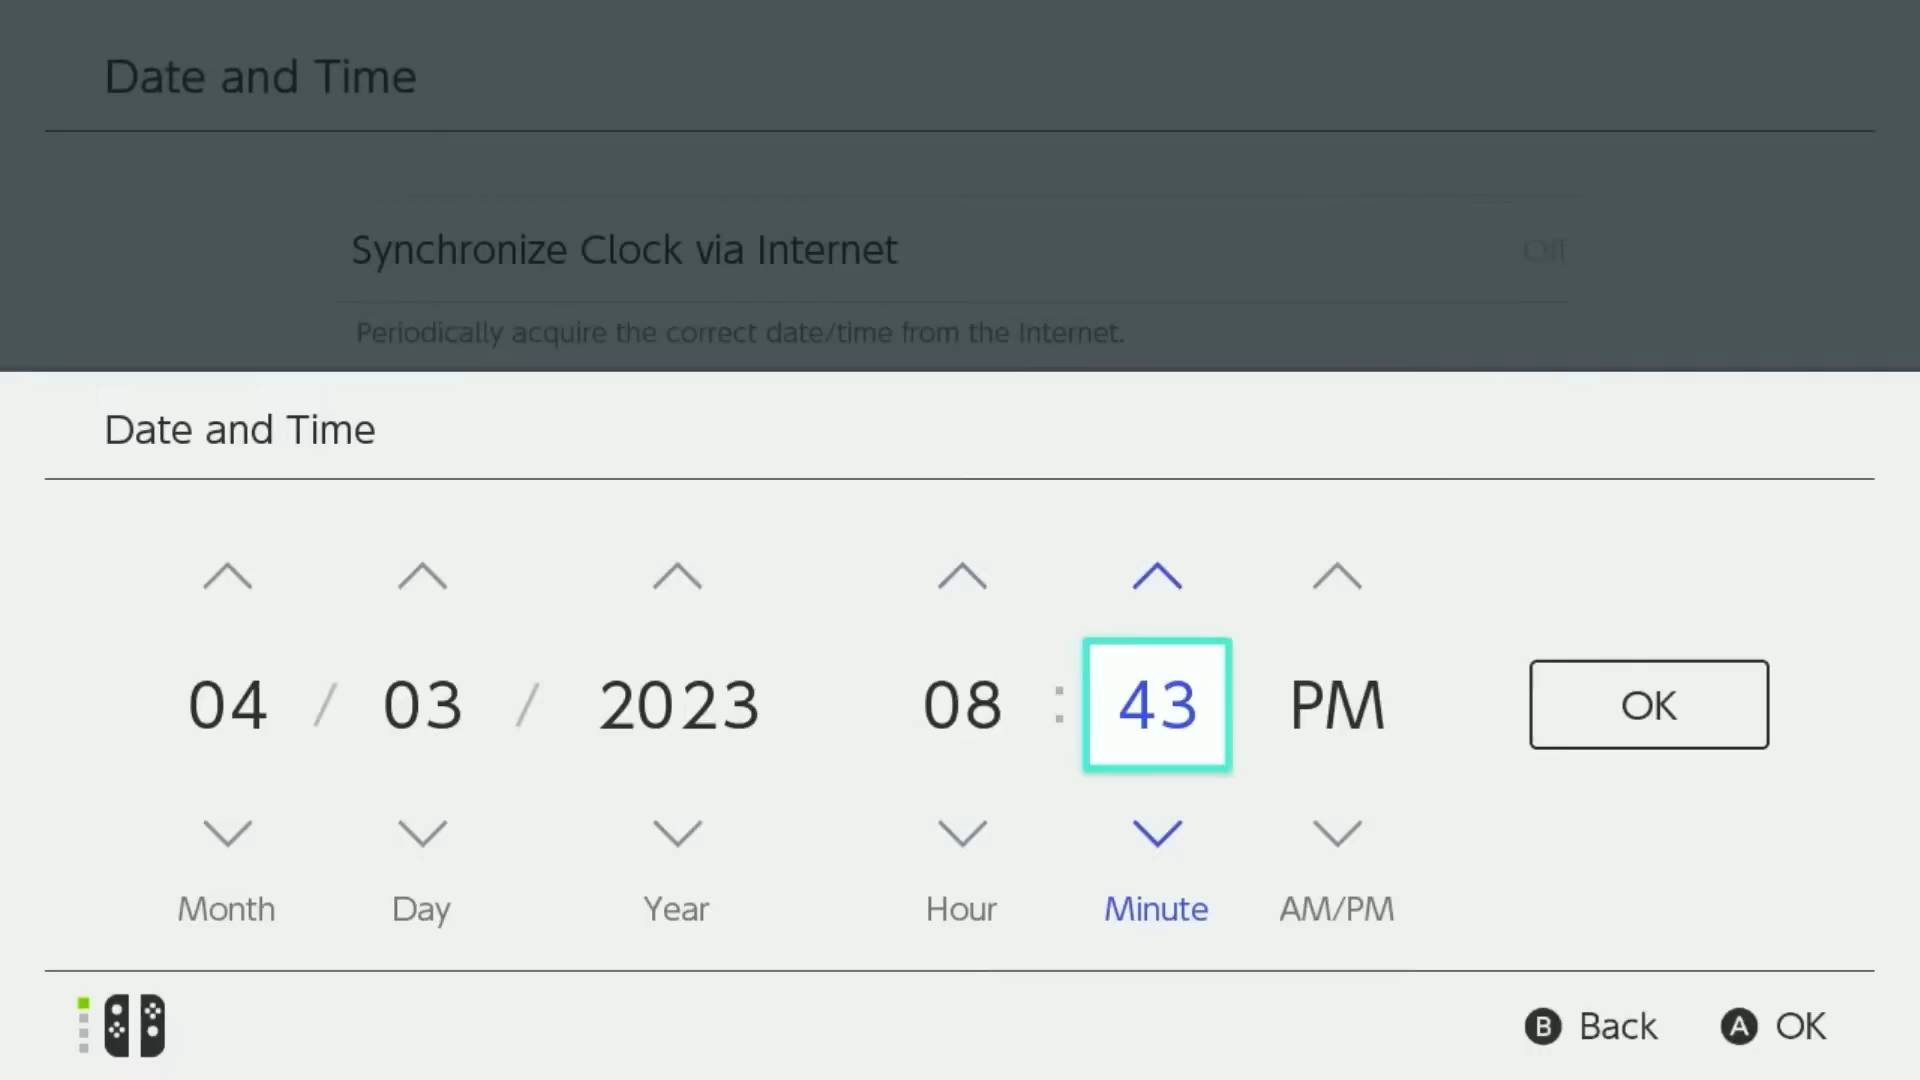 Date and Time
Synchronize Clock via Internet Off
Periodically acquire the correct date/time from the Internet.
Date and Time
04 / 03 / 2023 08 : 43 PM OK
Month Day Year Hour Minute AM/PM
B Back A OK